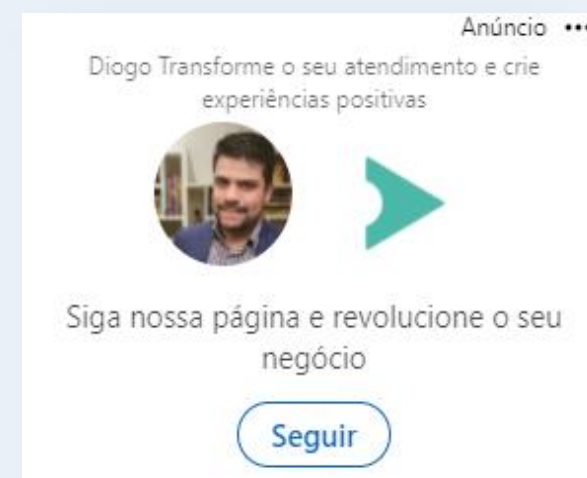 Anúncio •••
Diogo Transforme o seu atendimento e crie
experiências positivas
Siga nossa página e revolucione o seu
negócio
Seguir